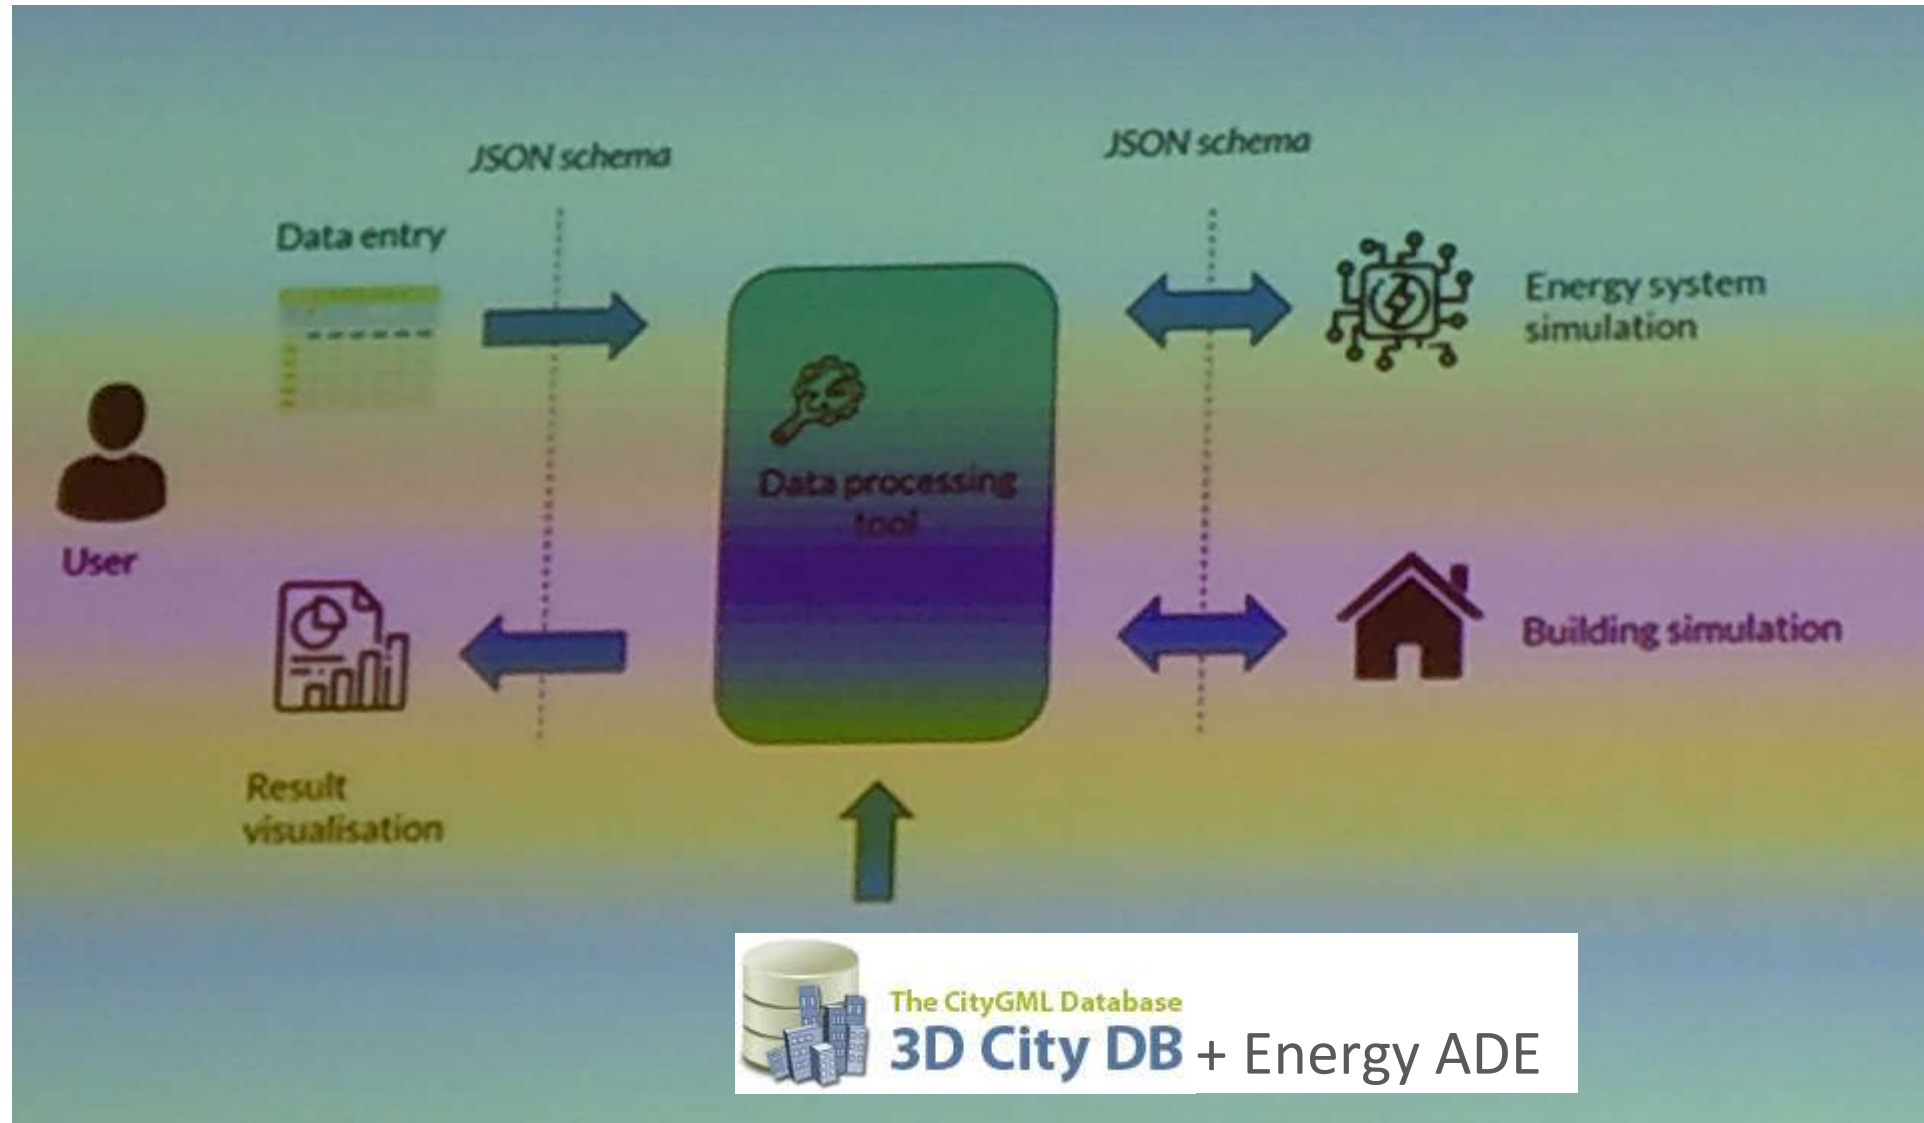 JSON schema
JSON schema
Data entry
Energy system
simulation
Data processing
tool
User
Building simulation
Result
visualisation
The CityGML Database
3D City DB + Energy ADE